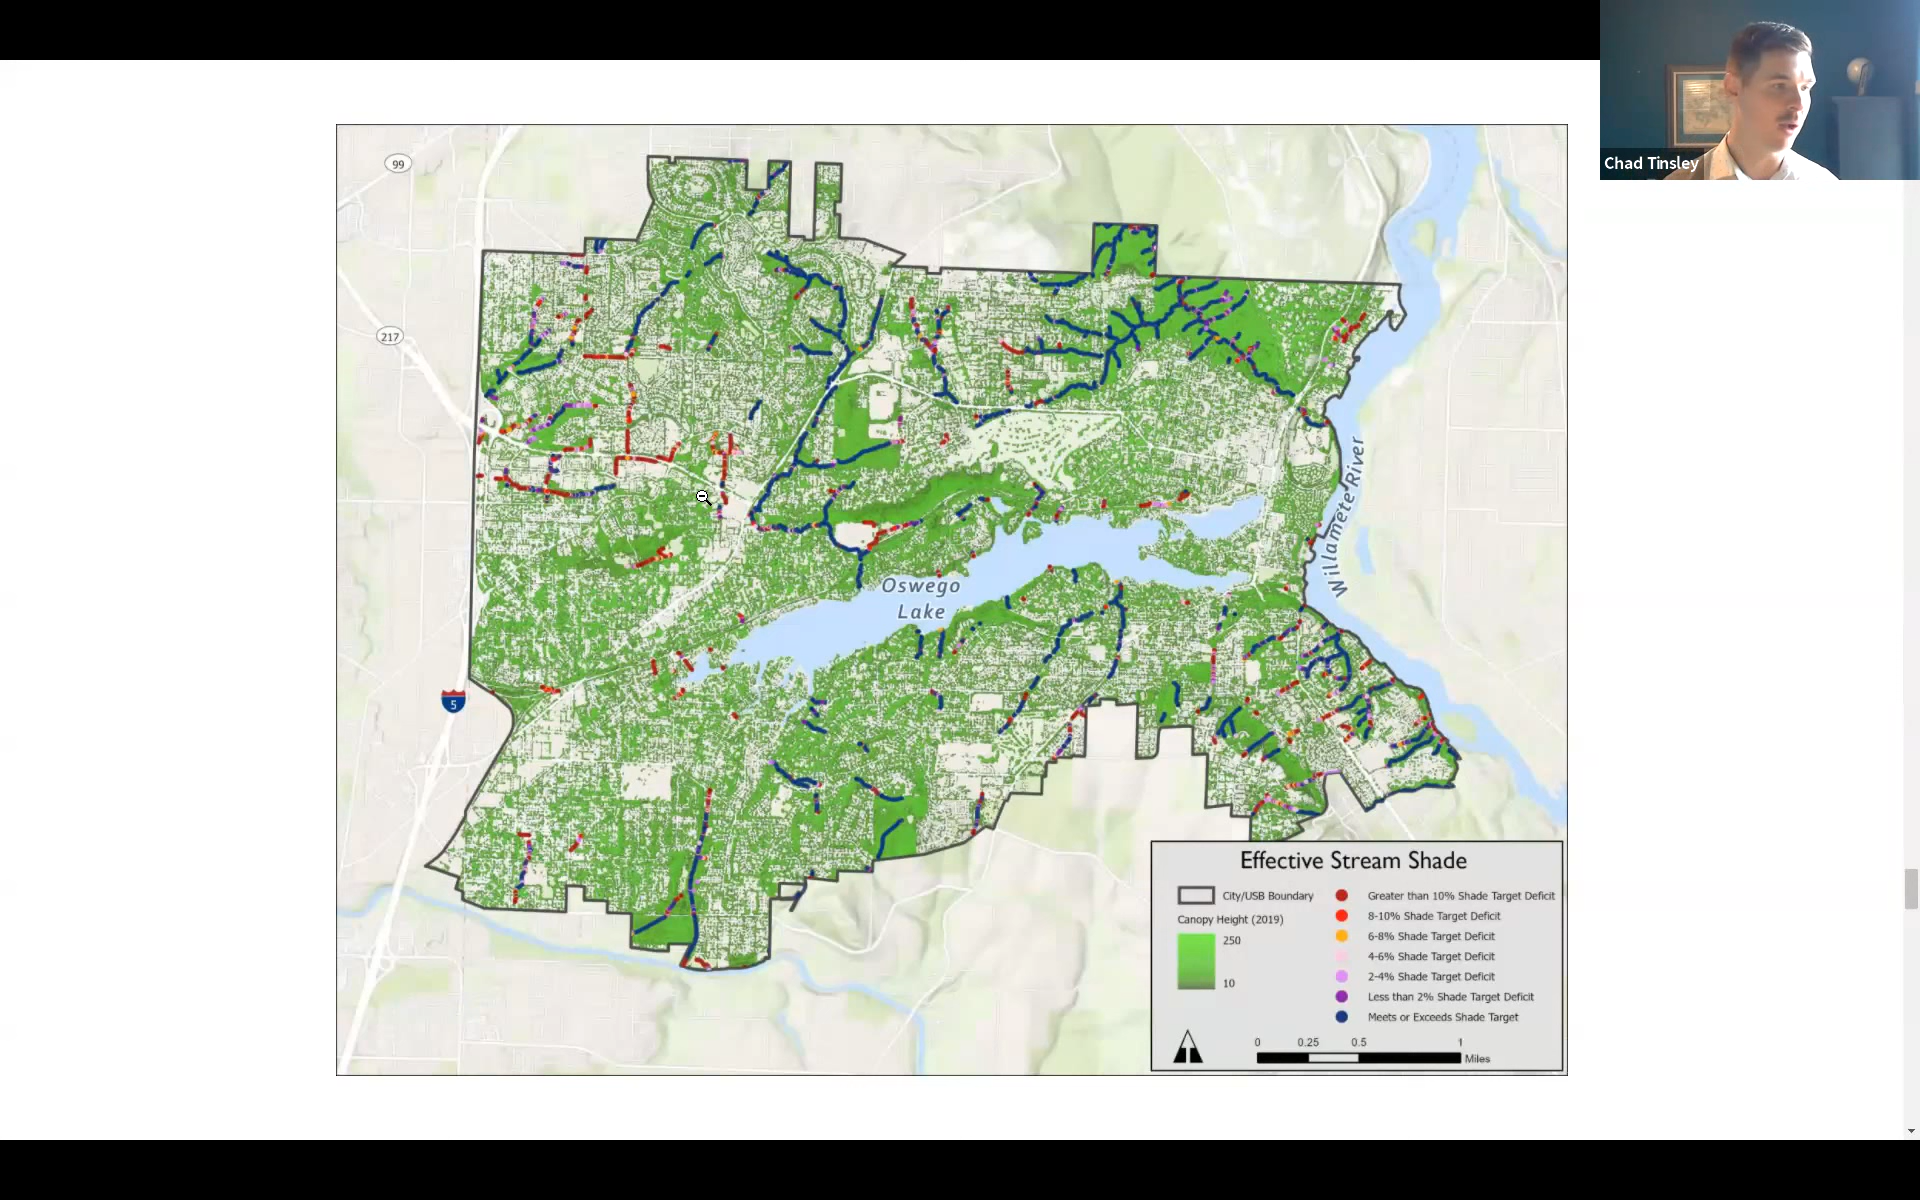 Chad Tinsley
99
217
Oswego
Lake
Willamete River
5
Effective Stream Shade
City/USB Boundary
Canopy Height (2019)
250
10
Greater than 10% Shade Target Deficit
8-10% Shade Target Deficit
6-8% Shade Target Deficit
4-6% Shade Target Deficit
2-4% Shade Target Deficit
Less than 2% Shade Target Deficit
Meets or Exceeds Shade Target
0 0.25 0.5 1
Miles